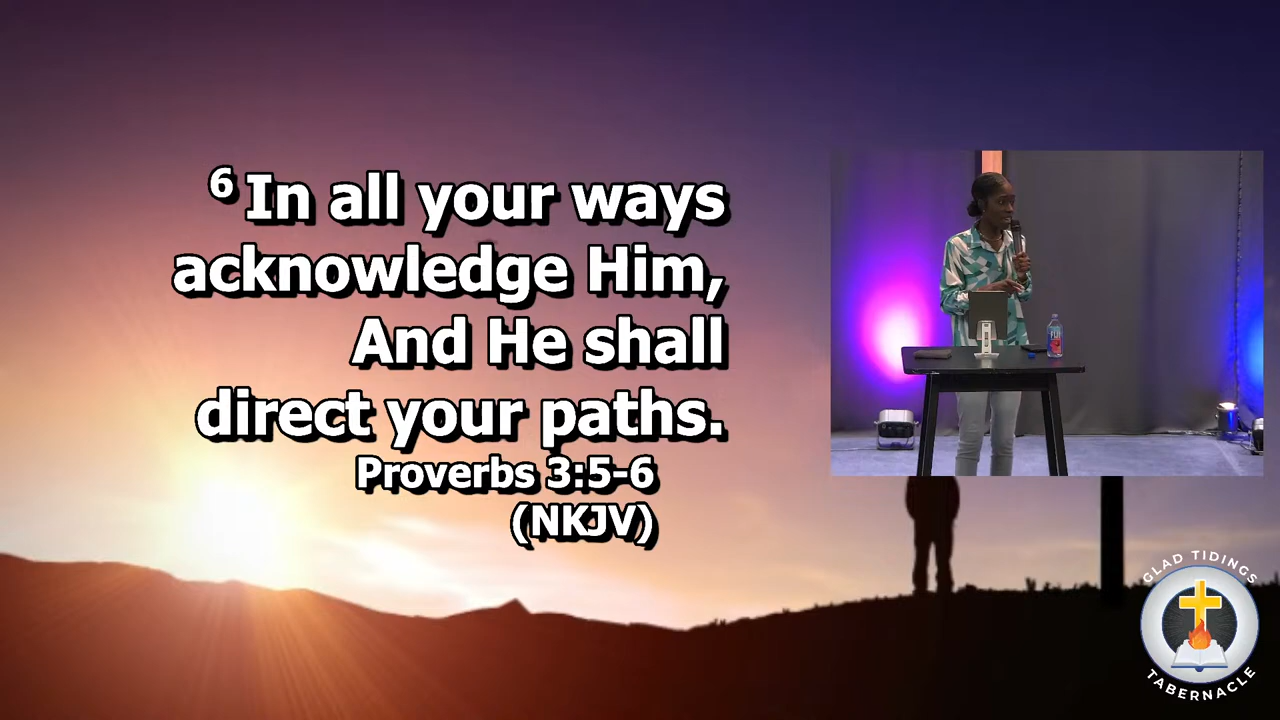 6 In all your ways
acknowledge Him,
And He shall
direct your paths.
Proverbs 3:5-6
(NKJV)
FIJI
GLAD TIDINGS
TABERNACLE